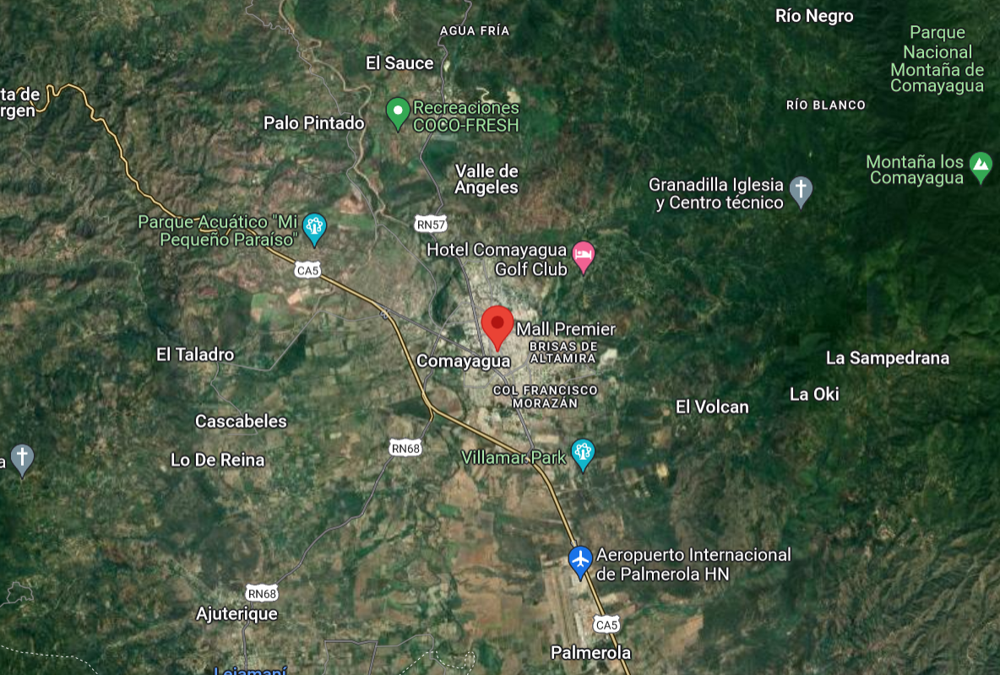 Río Negro
AGUA FRÍA
Parque
Nacional
Montaña de
Comayagua
El Sauce
ta de
rgen
Recreaciones
COCO-FRESH
RÍO BLANCO
Palo Pintado
Montaña los
Comayagua
Valle de
Angeles
Granadilla Iglesia
y Centro técnico
Parque Acuático "Mi
Pequeño Paraíso"
RN57
Hotel Comayagua
Golf Club
CA5
Mall Premier
BRISAS DE
ALTAMIRA
El Taladro
Comayagua
La Sampedrana
COL FRANCISCO
MORAZÁN
La Oki
El Volcan
Cascabeles
RN68
Lo De Reina
a
Villamar Park
Aeropuerto Internacional
de Palmerola HN
RN68
Ajuterique
CA5
Palmerola
Lejamaní